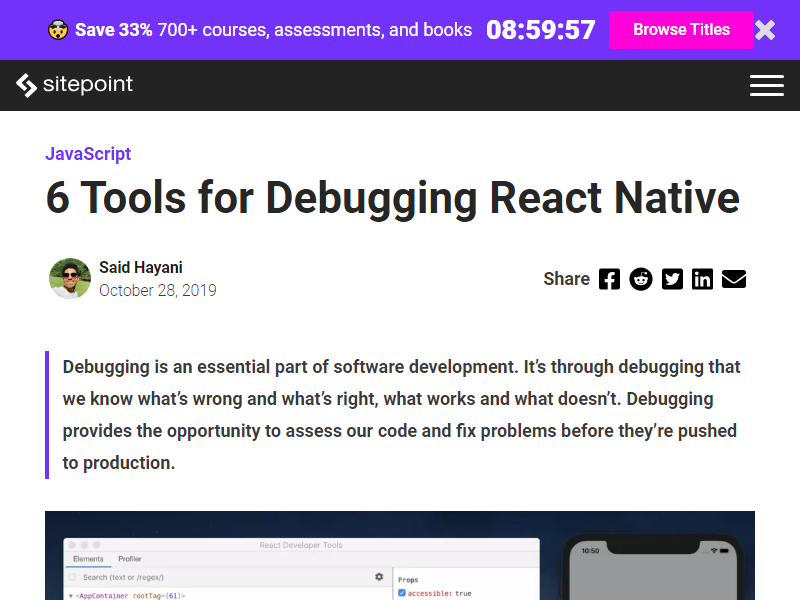 Save 33% 700+ courses, assessments, and books 08:59:57 Browse Titles
sitepoint
JavaScript
6 Tools for Debugging React Native
Said Hayani
October 28, 2019
Share
Debugging is an essential part of software development. It’s through debugging that
we know what’s wrong and what’s right, what works and what doesn’t. Debugging
provides the opportunity to assess our code and fix problems before they’re pushed
to production.
React Developer Tools
Elements Profiler
Search (text or /regex/)
Props
<AppContainer rootTag={61}>
accessible: true
10:50